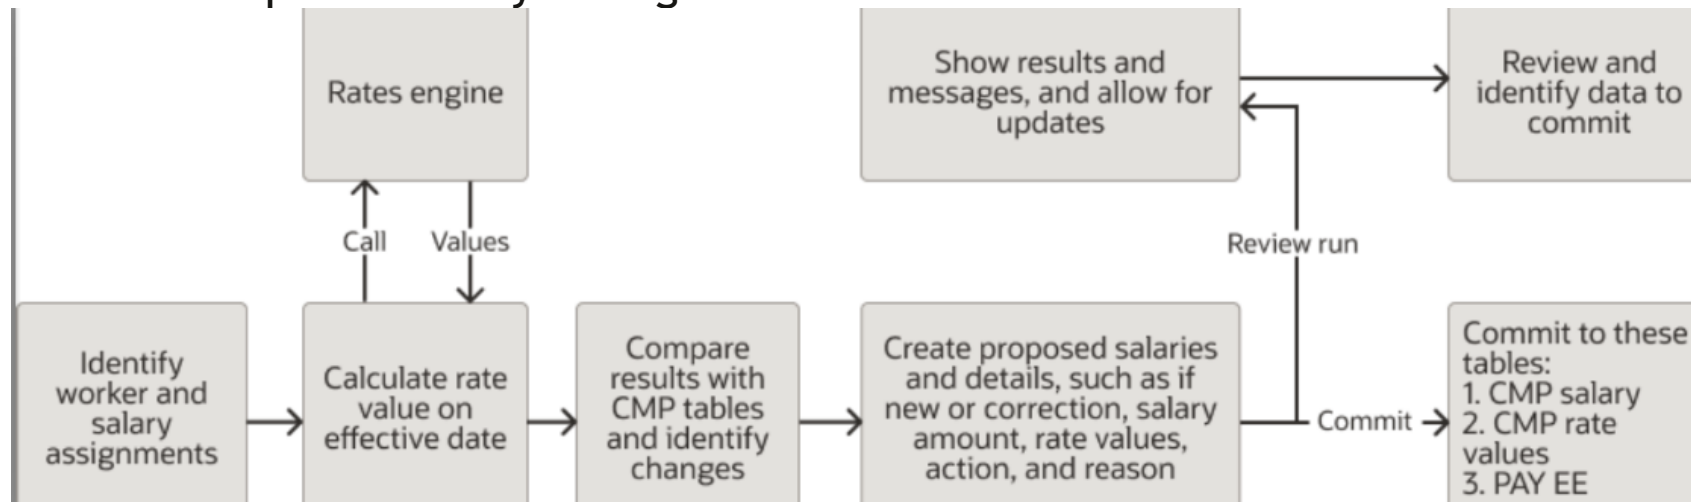 Rates engine
Show results and
messages, and allow for
updates
Review and
identify data to
commit
Call
Values
Review run
Identify
worker and
salary
assignments
Calculate rate
value on
effective date
Compare
results with
CMP tables
and identify
changes
Create proposed salaries
and details, such as if
new or correction, salary
amount, rate values,
action, and reason
Commit
Commit to these
tables:
1. CMP salary
2. CMP rate
values
3. PAY EE